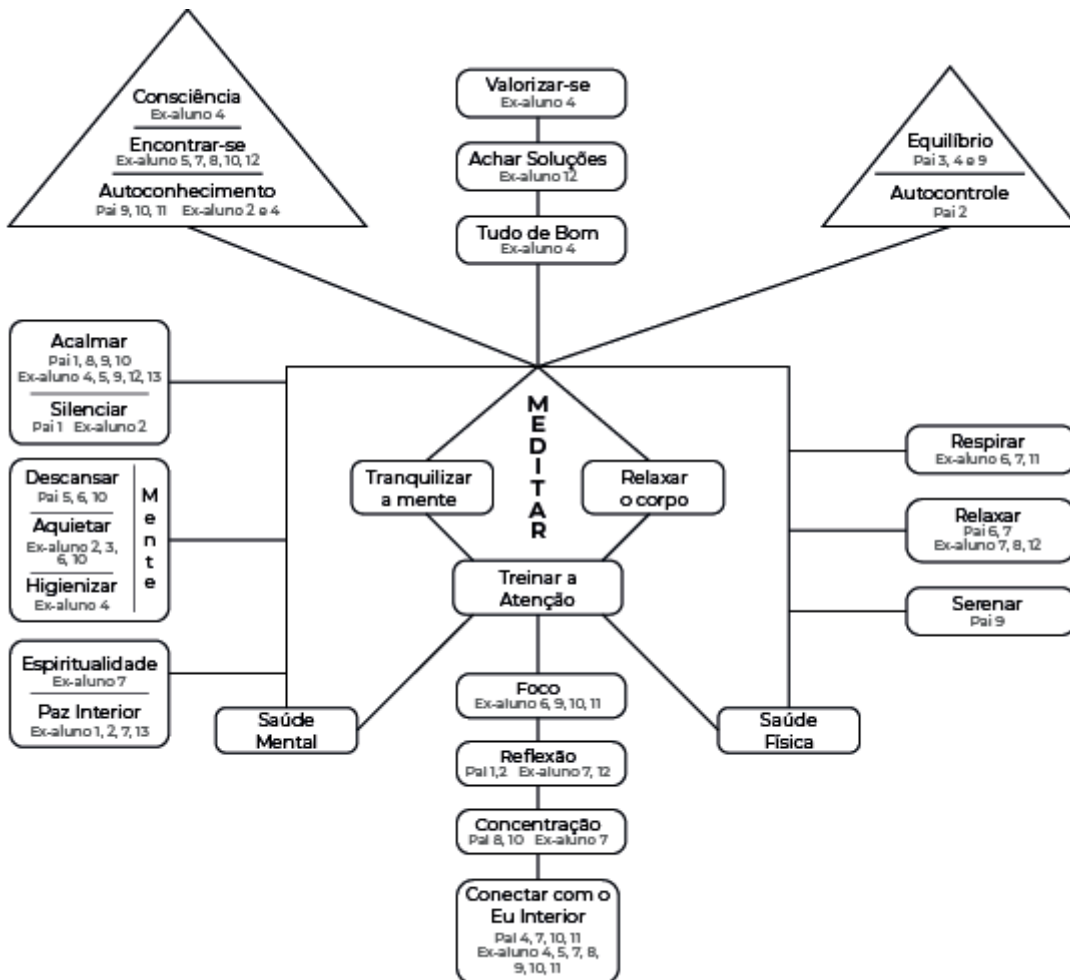 Consciência
Ex-aluno 4
Encontrar-se
Ex-aluno 5, 7, 8, 10, 12
Autoconhecimento
Pai 9, 10, 11 Ex-aluno 2 e 4
Valorizar-se
Ex-aluno 4
Achar Soluções
Ex-aluno 12
Tudo de Bom
Ex-aluno 4
Equilíbrio
Pai 3, 4 e 9
Autocontrole
Pai 2
Acalmar
Pai 1, 8, 9, 10
Ex-aluno 4, 5, 9, 12, 13
Silenciar
Pai 1 Ex-aluno 2
Descansar
Pai 5, 6, 10
Aquietar
Ex-aluno 2, 3,
6, 10
Higienizar
Ex-aluno 4
Mente
Espiritualidade
Ex-aluno 7
Paz Interior
Ex-aluno 1, 2, 7, 13
MEDITAR
Tranquilizar
a mente
Relaxar
o corpo
Treinar a
Atenção
Saúde
Mental
Saúde
Física
Respirar
Ex-aluno 6, 7, 11
Relaxar
Pai 6, 7
Ex-aluno 7, 8, 12
Serenar
Pai 9
Foco
Ex-aluno 6, 9, 10, 11
Reflexão
Pai 1,2 Ex-aluno 7, 12
Concentração
Pai 8, 10 Ex-aluno 7
Conectar com o
Eu Interior
Pai 4, 7, 10, 11
Ex-aluno 4, 5, 7, 8,
9, 10, 11